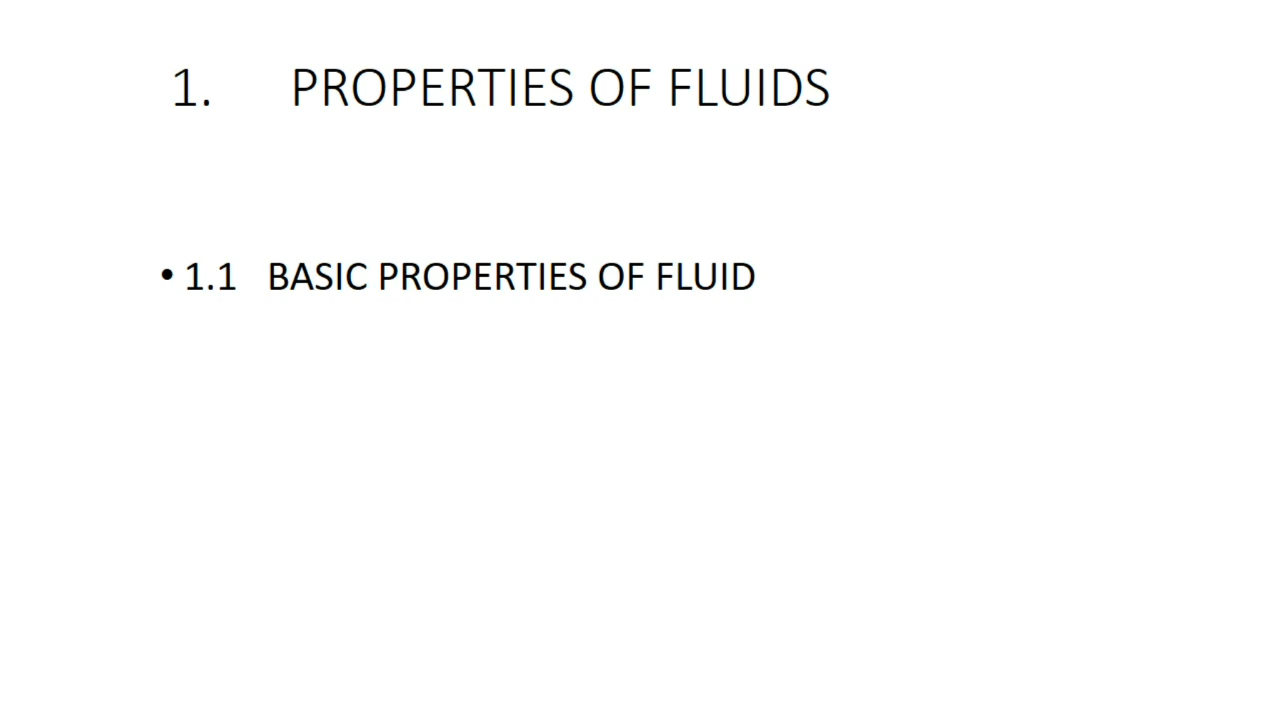 1. PROPERTIES OF FLUIDS
• 1.1 BASIC PROPERTIES OF FLUID